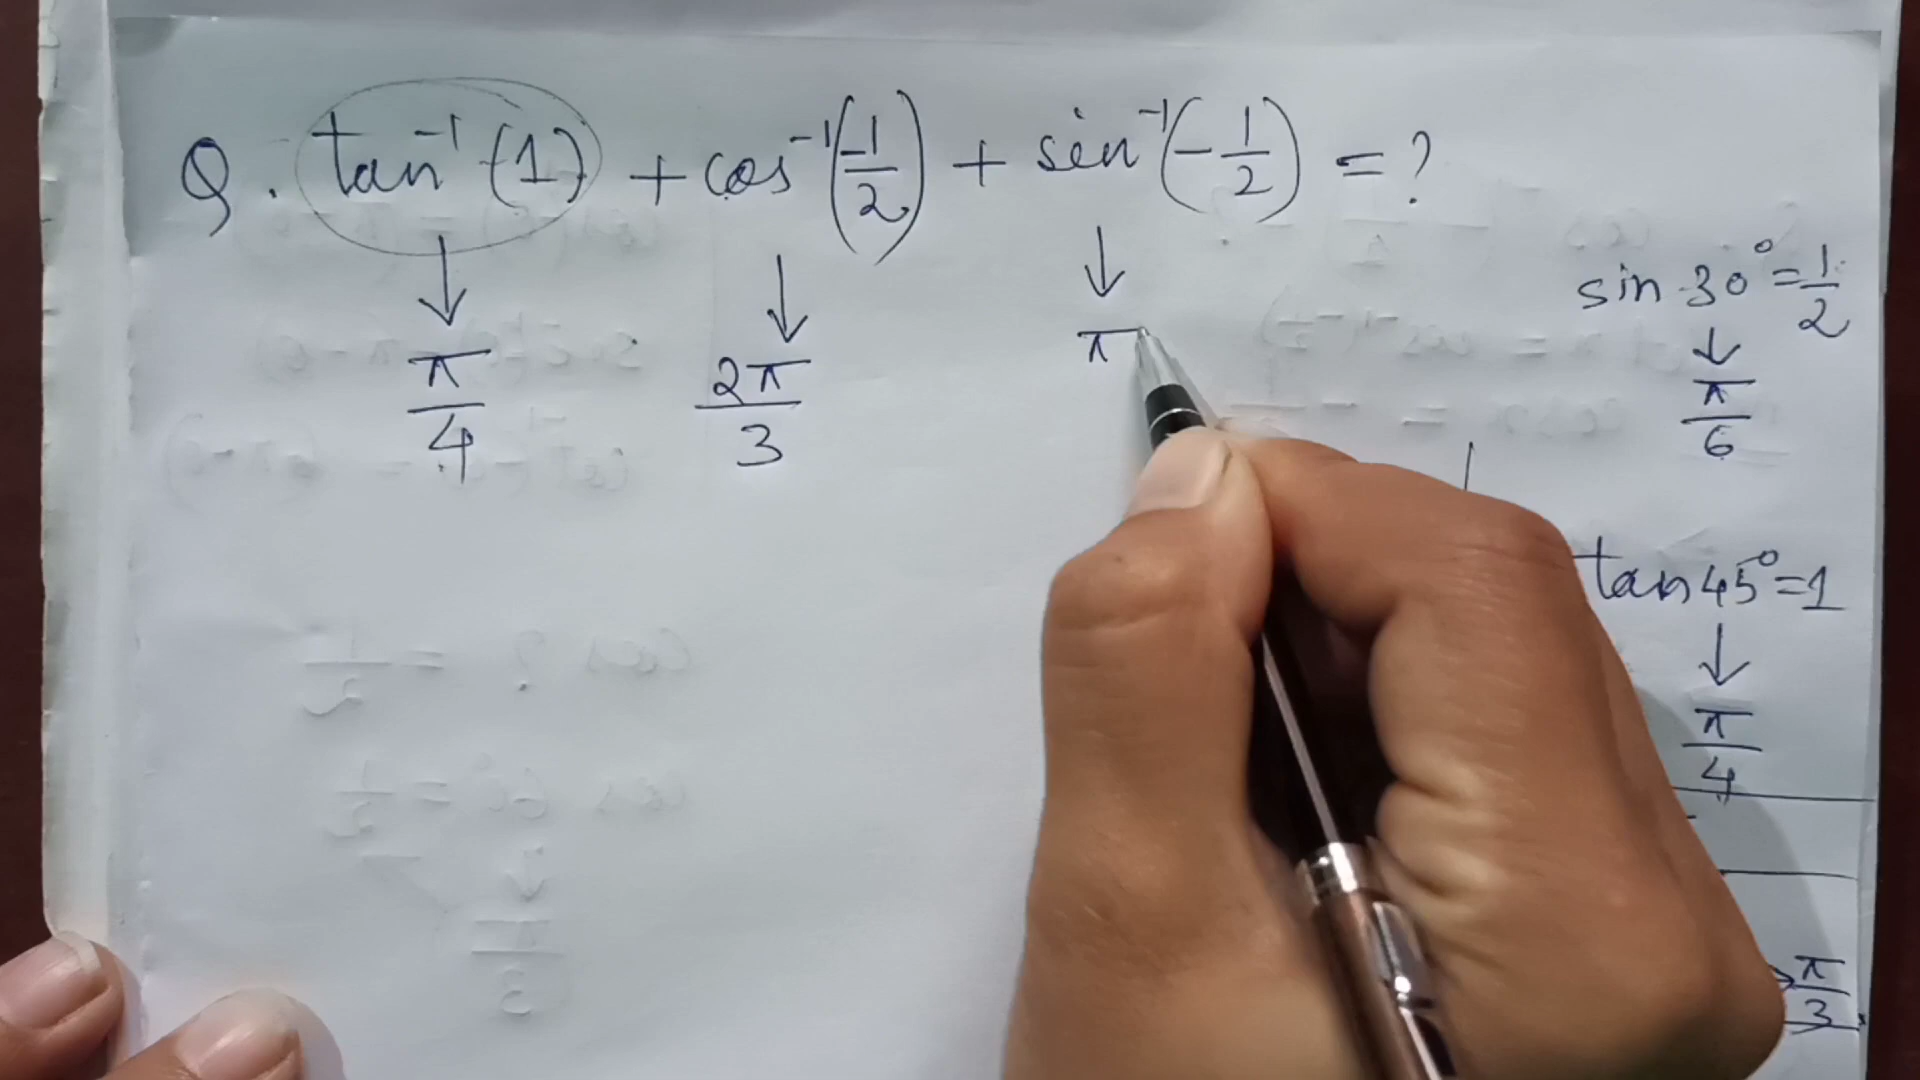 Q. tan⁻¹(1) + cos⁻¹(-1/2) + sin⁻¹(-1/2) = ?
π/4 2π/3 π
sin 30° = 1/2
π/6
tan 45° = 1
π/4
π/3